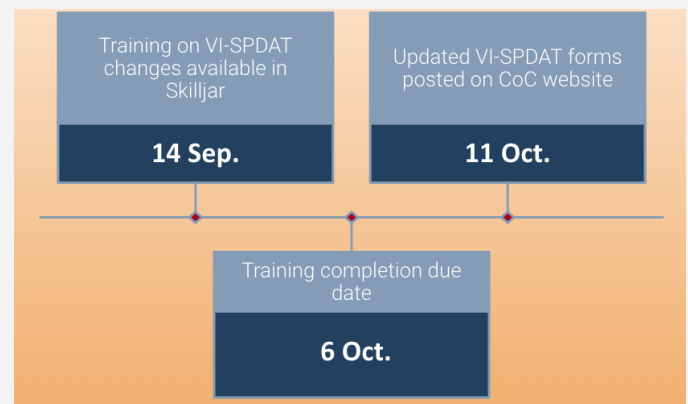 Training on VI-SPDAT
changes available in
Skilljar
14 Sep.
Updated VI-SPDAT forms
posted on CoC website
11 Oct.
Training completion due
date
6 Oct.